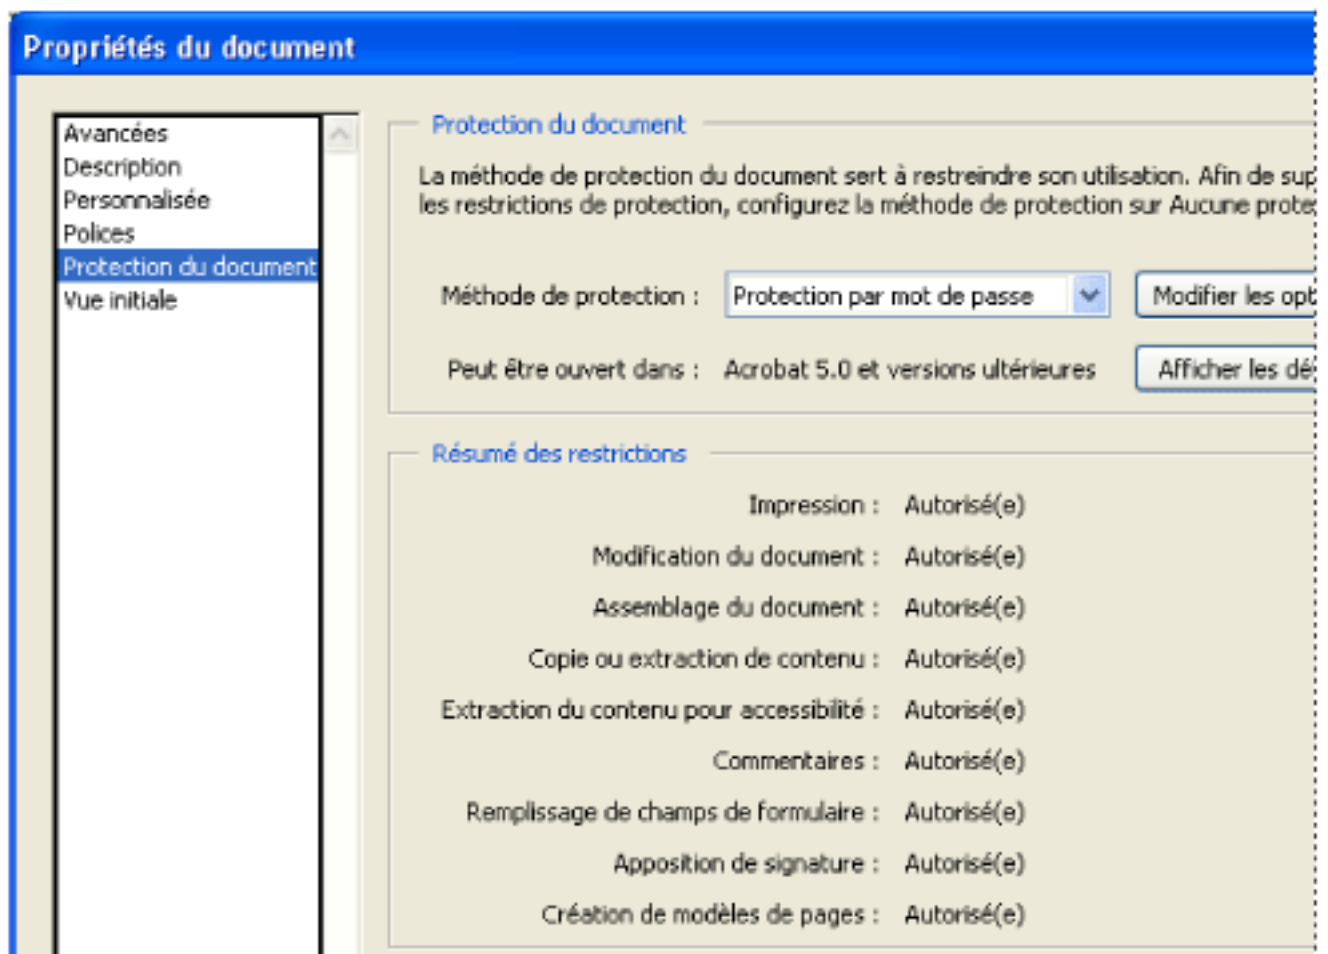 Propriétés du document
Avancées
Description
Personnalisée
Polices
Protection du document
Vue initiale
Protection du document
La méthode de protection du document sert à restreindre son utilisation. Afin de
les restrictions de protection, configurez la méthode de protection sur Aucune
Méthode de protection : Protection par mot de passe Modifier les
Peut être ouvert dans : Acrobat 5.0 et versions ultérieures Afficher les
Résumé des restrictions
Impression : Autorisé(e)
Modification du document : Autorisé(e)
Assemblage du document : Autorisé(e)
Copie ou extraction de contenu : Autorisé(e)
Extraction du contenu pour accessibilité : Autorisé(e)
Commentaires : Autorisé(e)
Remplissage de champs de formulaire : Autorisé(e)
Apposition de signature : Autorisé(e)
Création de modèles de pages : Autorisé(e)